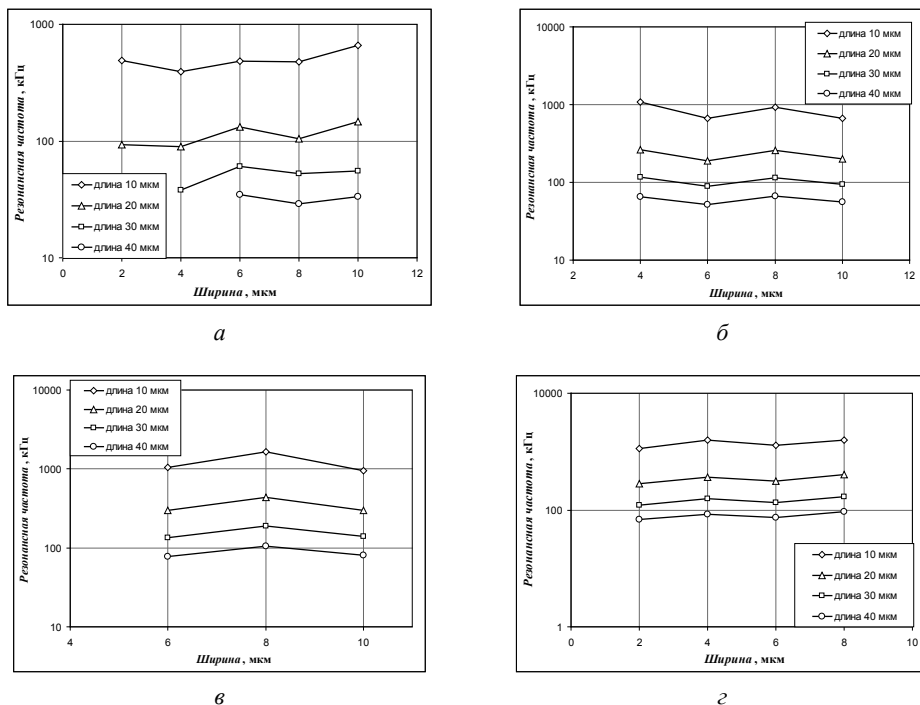 1000
100
10
0
2
4
6
8
10
12
Резонансная частота, кГц
Ширина, мкм
длина 10 мкм
длина 20 мкм
длина 30 мкм
длина 40 мкм
а
10000
1000
100
10
2
4
6
8
10
12
Резонансная частота, кГц
Ширина, мкм
длина 10 мкм
длина 20 мкм
длина 30 мкм
длина 40 мкм
б
10000
1000
100
10
4
6
8
10
Резонансная частота, кГц
Ширина, мкм
длина 10 мкм
длина 20 мкм
длина 30 мкм
длина 40 мкм
в
10000
100
1
0
2
4
6
8
10
Резонансная частота, кГц
Ширина, мкм
длина 10 мкм
длина 20 мкм
длина 30 мкм
длина 40 мкм
г